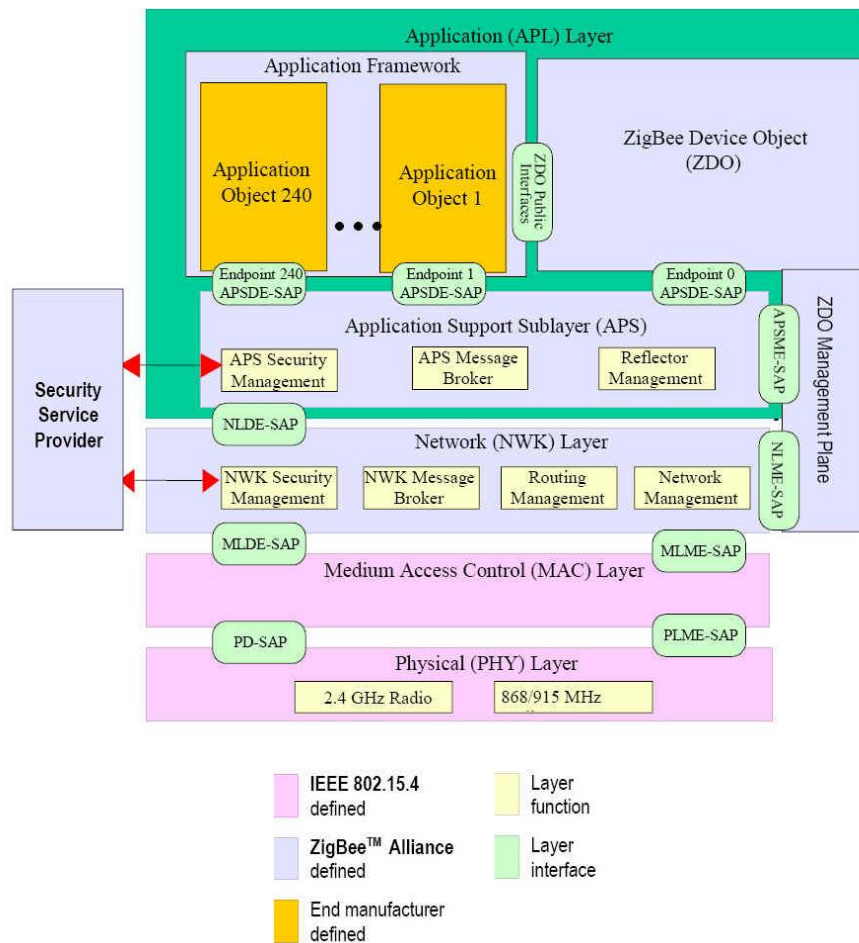 Application (APL) Layer
Application Framework
Application
Object 240
Application
Object 1
ZDO Public
Interfaces
ZigBee Device Object
(ZDO)
Endpoint 240
APSDE-SAP
Endpoint 1
APSDE-SAP
Endpoint 0
APSDE-SAP
Application Support Sublayer (APS)
APS Security
Management
APS Message
Broker
Reflector
Management
APSME-SAP
ZDO Management Plane
Security
Service
Provider
NLDE-SAP
Network (NWK) Layer
NWK Security
Management
NWK Message
Broker
Routing
Management
Network
Management
NLME-SAP
MLDE-SAP
MLME-SAP
Medium Access Control (MAC) Layer
PD-SAP
PLME-SAP
Physical (PHY) Layer
2.4 GHz Radio
868/915 MHz
IEEE 802.15.4
defined
ZigBee™ Alliance
defined
End manufacturer
defined
Layer
function
Layer
interface